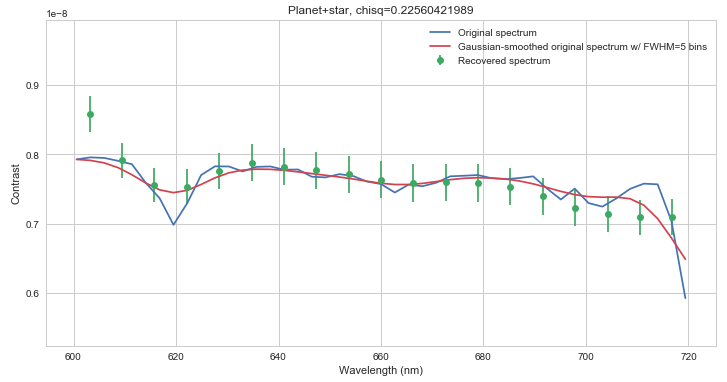 Planet+star, chisq=0.22560421989
1e−8
Original spectrum
Gaussian-smoothed original spectrum w/ FWHM=5 bins
Recovered spectrum
0.9
0.8
0.7
0.6
Contrast
600 620 640 660 680 700 720
Wavelength (nm)